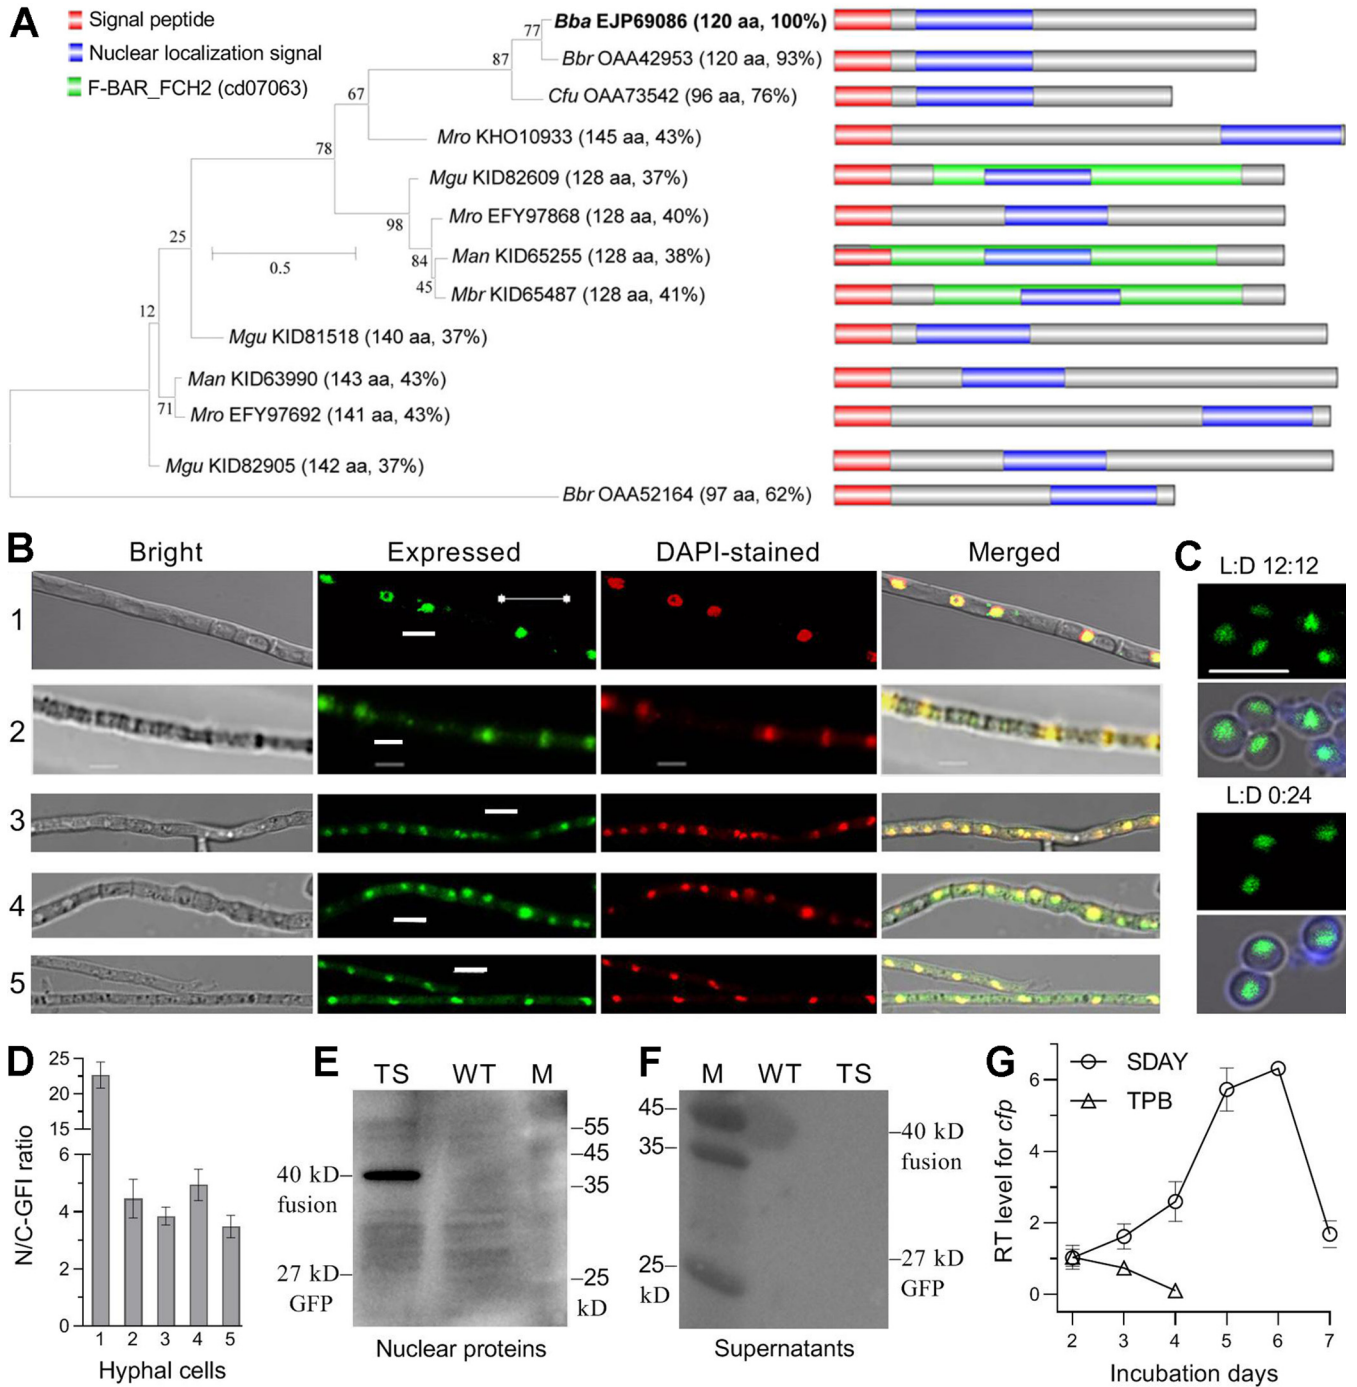 A
Signal peptide
Nuclear localization signal
F-BAR_FCH2 (cd07063)
Bba EJP69086 (120 aa, 100%)
77
Bbr OAA42953 (120 aa, 93%)
87
Cfu OAA73542 (96 aa, 76%)
67
Mro KHO10933 (145 aa, 43%)
78
Mgu KID82609 (128 aa, 37%)
Mro EFY97868 (128 aa, 40%)
98
25
Man KID65255 (128 aa, 38%)
84
0.5
Mbr KID65487 (128 aa, 41%)
45
12
Mgu KID81518 (140 aa, 37%)
Man KID63990 (143 aa, 43%)
71
Mro EFY97692 (141 aa, 43%)
Mgu KID82905 (142 aa, 37%)
Bbr OAA52164 (97 aa, 62%)
B
Bright
Expressed
DAPI-stained
Merged
1
2
3
4
5
C
L:D 12:12
L:D 0:24
D
25
20
15
6
4
2
0
N/C-GFI ratio
1 2 3 4 5
Hyphal cells
E
TS WT M
55
45
40 kD
fusion
35
27 kD
GFP
25
kD
Nuclear proteins
F
M WT TS
45
40 kD
fusion
35
27 kD
GFP
25
kD
Supernatants
G
SDAY
TPB
RT level for cfp
6
4
2
0
2 3 4 5 6 7
Incubation days